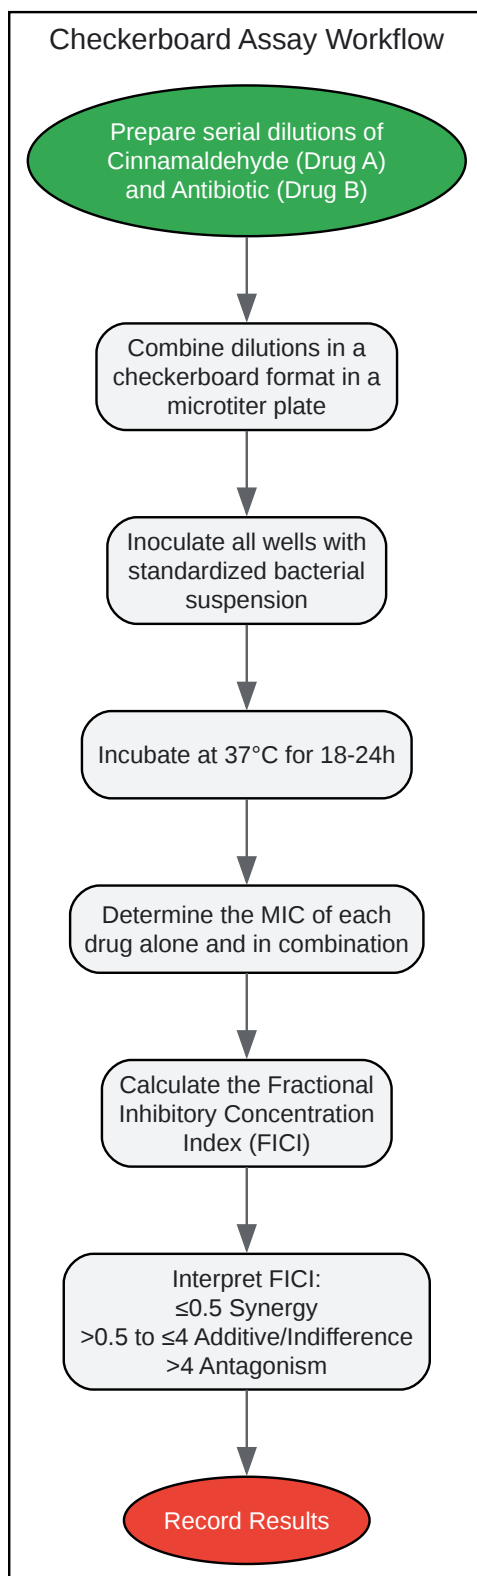 Checkerboard Assay Workflow
Prepare serial dilutions of
Cinnamaldehyde (Drug A)
and Antibiotic (Drug B)
Combine dilutions in a
checkerboard format in a
microtiter plate
Inoculate all wells with
standardized bacterial
suspension
Incubate at 37°C for 18-24h
Determine the MIC of each
drug alone and in combination
Calculate the Fractional
Inhibitory Concentration
Index (FICI)
Interpret FICI:
≤0.5 Synergy
>0.5 to ≤4 Additive/Indifference
>4 Antagonism
Record Results